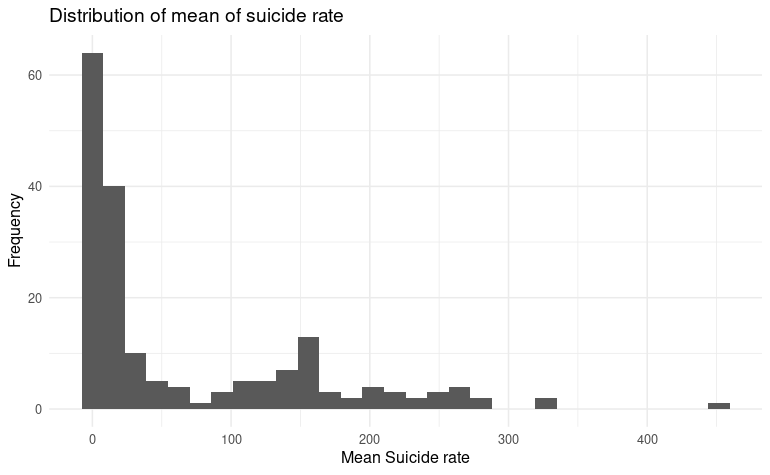 Distribution of mean of suicide rate
60
40
20
0
Frequency
0 100 200 300 400
Mean Suicide rate